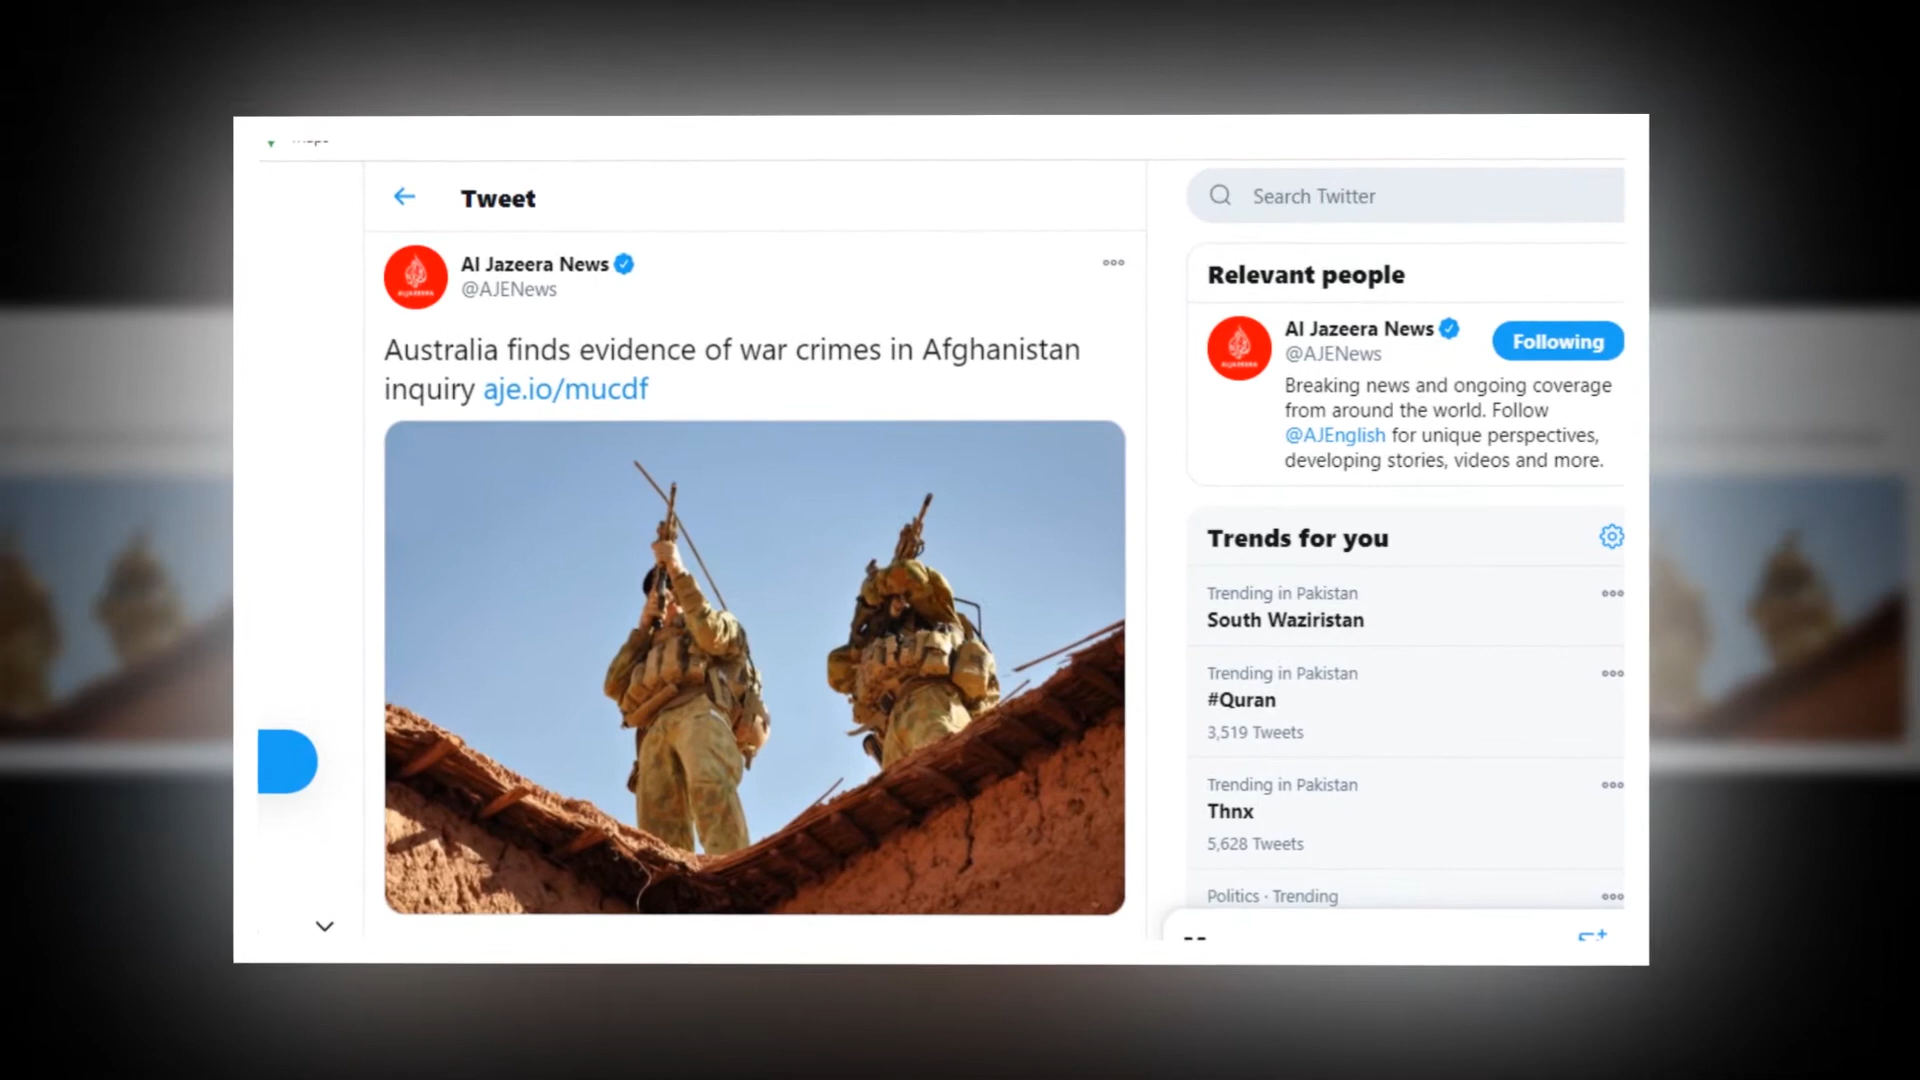 Tweet
Al Jazeera News
@AJENews
Australia finds evidence of war crimes in Afghanistan
inquiry aje.io/mucdf
Search Twitter
Relevant people
Al Jazeera News
@AJENews
Following
Breaking news and ongoing coverage
from around the world. Follow
@AJEnglish for unique perspectives,
developing stories, videos and more.
Trends for you
Trending in Pakistan
South Waziristan
Trending in Pakistan
#Quran
3,519 Tweets
Trending in Pakistan
Thnx
5,628 Tweets
Politics · Trending